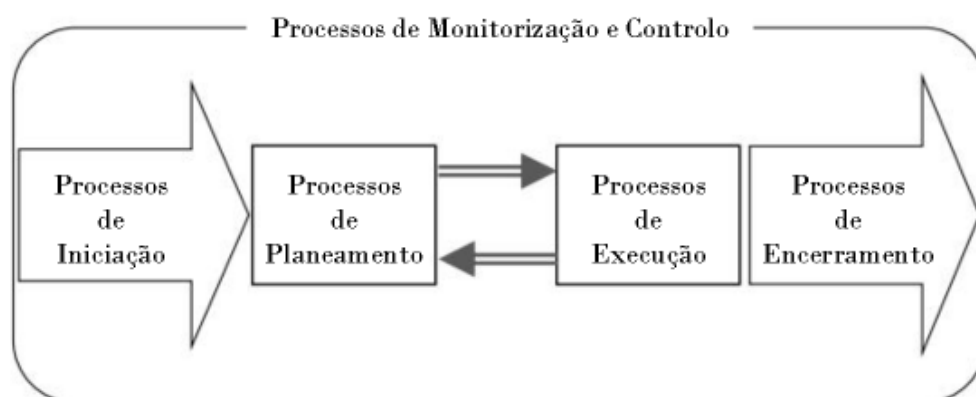 Processos de Monitorização e Controlo
Processos
de
Iniciação
Processos
de
Planeamento
Processos
de
Execução
Processos
de
Encerramento